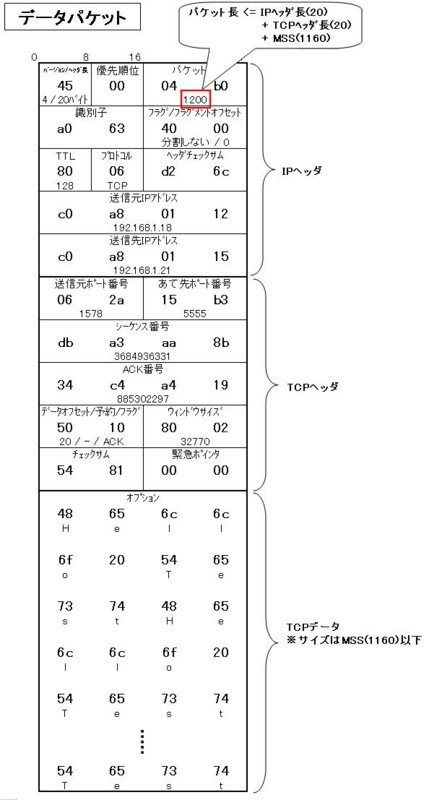 データパケット
パケット長 <= IPヘッダ長(20)
+ TCPヘッダ長(20)
+ MSS(1160)
0 8 16
バージョン/ヘッダ長 優先順位 パケット
45 00 04 b0
4 / 20バイト 1200
識別子 フラグ/フラグメントオフセット
a0 63 40 00
分割しない / 0
TTL プロトコル ヘッダチェックサム
80 06 d2 6c
128 TCP
IPヘッダ
送信元IPアドレス
c0 a8 01 12
192.168.1.18
送信先IPアドレス
c0 a8 01 15
192.168.1.21
送信元ポート番号 あて先ポート番号
06 2a 15 b3
1578 5555
シーケンス番号
db a3 aa 8b
3684936331
ACK番号
34 c4 a4 19
885302297
TCPヘッダ
データオフセット/予約/フラグ ウィンドウサイズ
50 10 80 02
20 / - / ACK 32770
チェックサム 緊急ポインタ
54 81 00 00
オプション
48 65 6c 6c
H e l l
6f 20 54 65
o T e
73 74 48 65
s t H e
TCPデータ
※サイズはMSS(1160)以下
6c 6c 6f 20
l l o
54 65 73 74
T e s t
54 65 73 74
T e s t